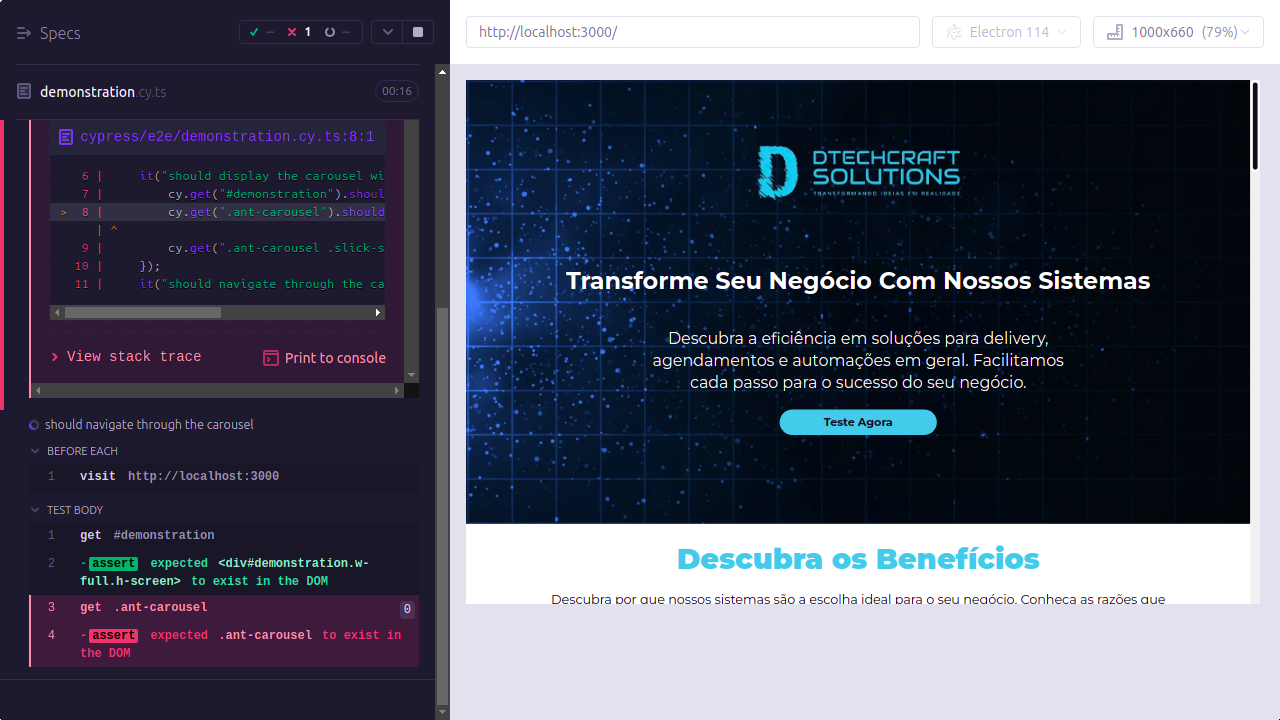 Specs
-- 1 --
demonstration.cy.ts
00:16
cypress/e2e/demonstration.cy.ts:8:1
6 | it("should display the carousel wi
7 | cy.get("#demonstration").shoul
> 8 | cy.get(".ant-carousel").should
| ^
9 | cy.get(".ant-carousel .slick-s
10 | });
11 | it("should navigate through the ca
View stack trace
Print to console
should navigate through the carousel
BEFORE EACH
1 visit http://localhost:3000
TEST BODY
1 get #demonstration
2 -assert expected <div#demonstration.w-
full.h-screen> to exist in the DOM
3 get .ant-carousel 0
4 -assert expected .ant-carousel to exist in
the DOM
http://localhost:3000/
Electron 114
1000x660 (79%)
DTECHCRAFT
SOLUTIONS
TRANSFORMANDO IDEIAS EM REALIDADE
Transforme Seu Negócio Com Nossos Sistemas
Descubra a eficiência em soluções para delivery,
agendamentos e automações em geral. Facilitamos
cada passo para o sucesso do seu negócio.
Teste Agora
Descubra os Benefícios
Descubra por que nossos sistemas são a escolha ideal para o seu negócio. Conheça as razões que